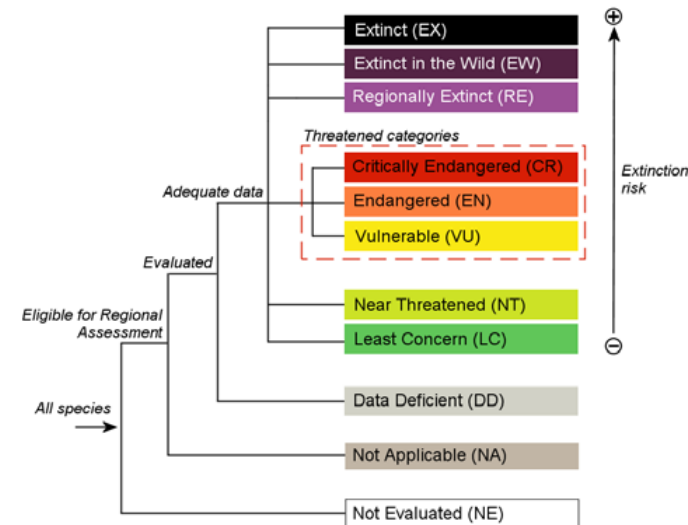 Extinct (EX)
Extinct in the Wild (EW)
Regionally Extinct (RE)
Threatened categories
Critically Endangered (CR)
Adequate data
Extinction
risk
Endangered (EN)
Vulnerable (VU)
Evaluated
Near Threatened (NT)
Eligible for Regional
Assessment
Least Concern (LC)
Data Deficient (DD)
All species
Not Applicable (NA)
Not Evaluated (NE)